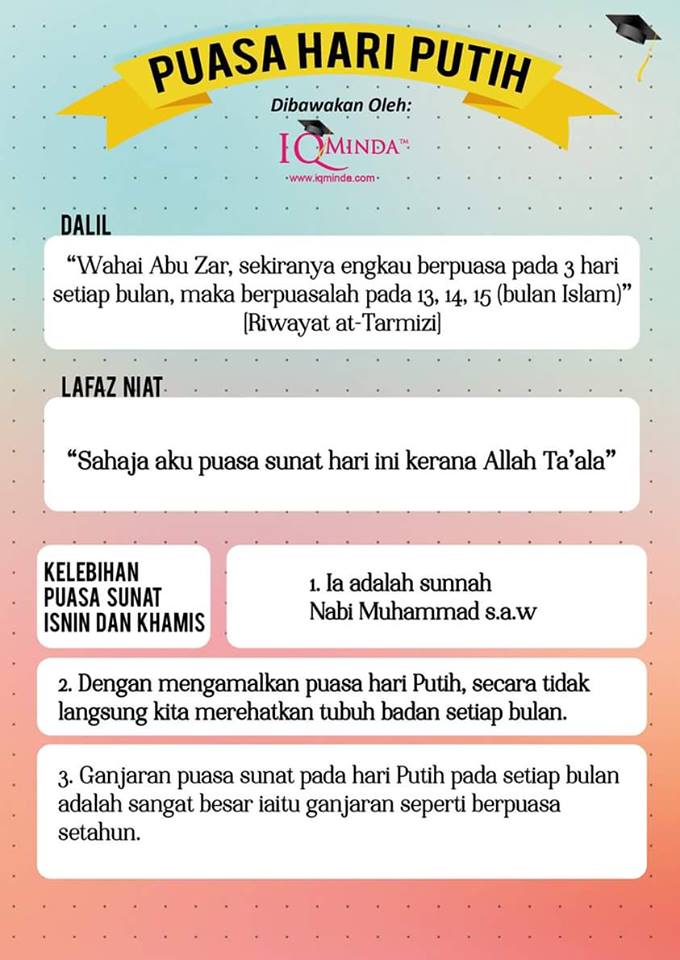 PUASA HARI PUTIH
Dibawakan Oleh:
IQMINDA™
•www.iqminda.com•
DALIL
“Wahai Abu Zar, sekiranya engkau berpuasa pada 3 hari
setiap bulan, maka berpuasalah pada 13, 14, 15 (bulan Islam)”
[Riwayat at-Tarmizi]
LAFAZ NIAT
“Sahaja aku puasa sunat hari ini kerana Allah Ta’ala”
KELEBIHAN
PUASA SUNAT
ISNIN DAN KHAMIS
1. Ia adalah sunnah
Nabi Muhammad s.a.w
2. Dengan mengamalkan puasa hari Putih, secara tidak
langsung kita merehatkan tubuh badan setiap bulan.
3. Ganjaran puasa sunat pada hari Putih pada setiap bulan
adalah sangat besar iaitu ganjaran seperti berpuasa
setahun.